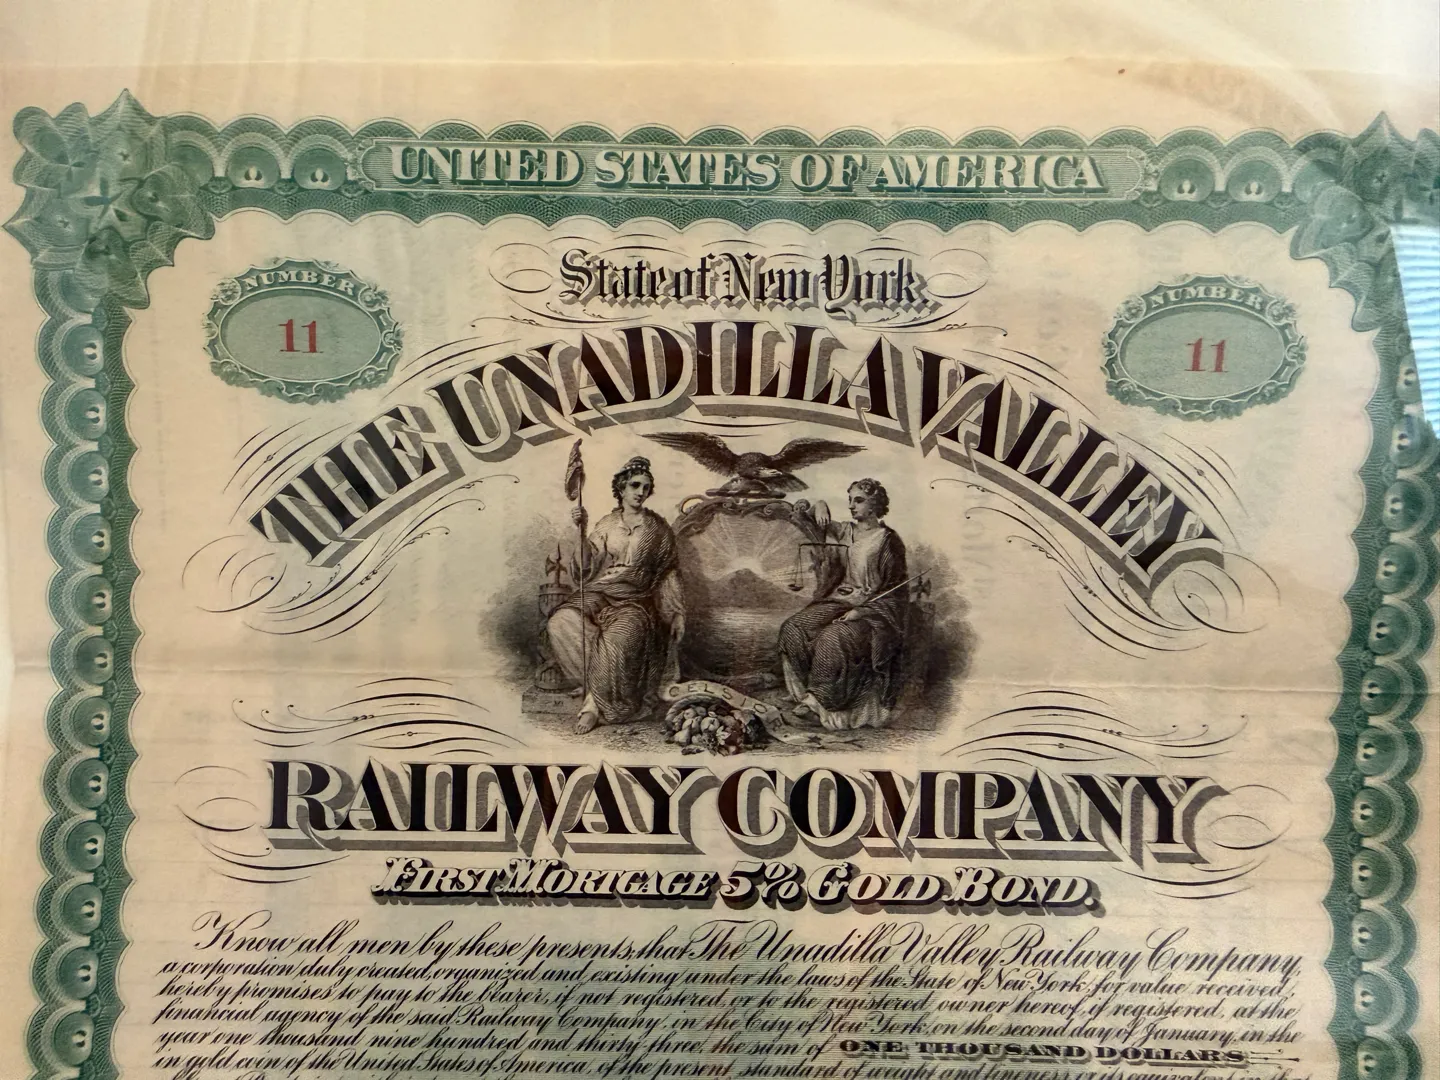 UNITED STATES OF AMERICA
State of New York.
NUMBER
11
NUMBER
11
THE UNADILLA VALLEY
CELSIOR
RAILWAY COMPANY
FIRST MORTGAGE 5% GOLD BOND.
Know all men by these presents, that The Unadilla Valley Railway Company,
a corporation duly created, organized and existing under the laws of the State of New York, for value received,
hereby promises to pay to the bearer, if not registered, or to the registered owner hereof, if registered, at the
financial agency of the said Railway Company, in the City of New York, on the second day of January, in the
year one thousand nine hundred and thirty three, the sum of ONE THOUSAND DOLLARS
in gold coin of the United States of America, of the present standard of weight and fineness or its equivalent in